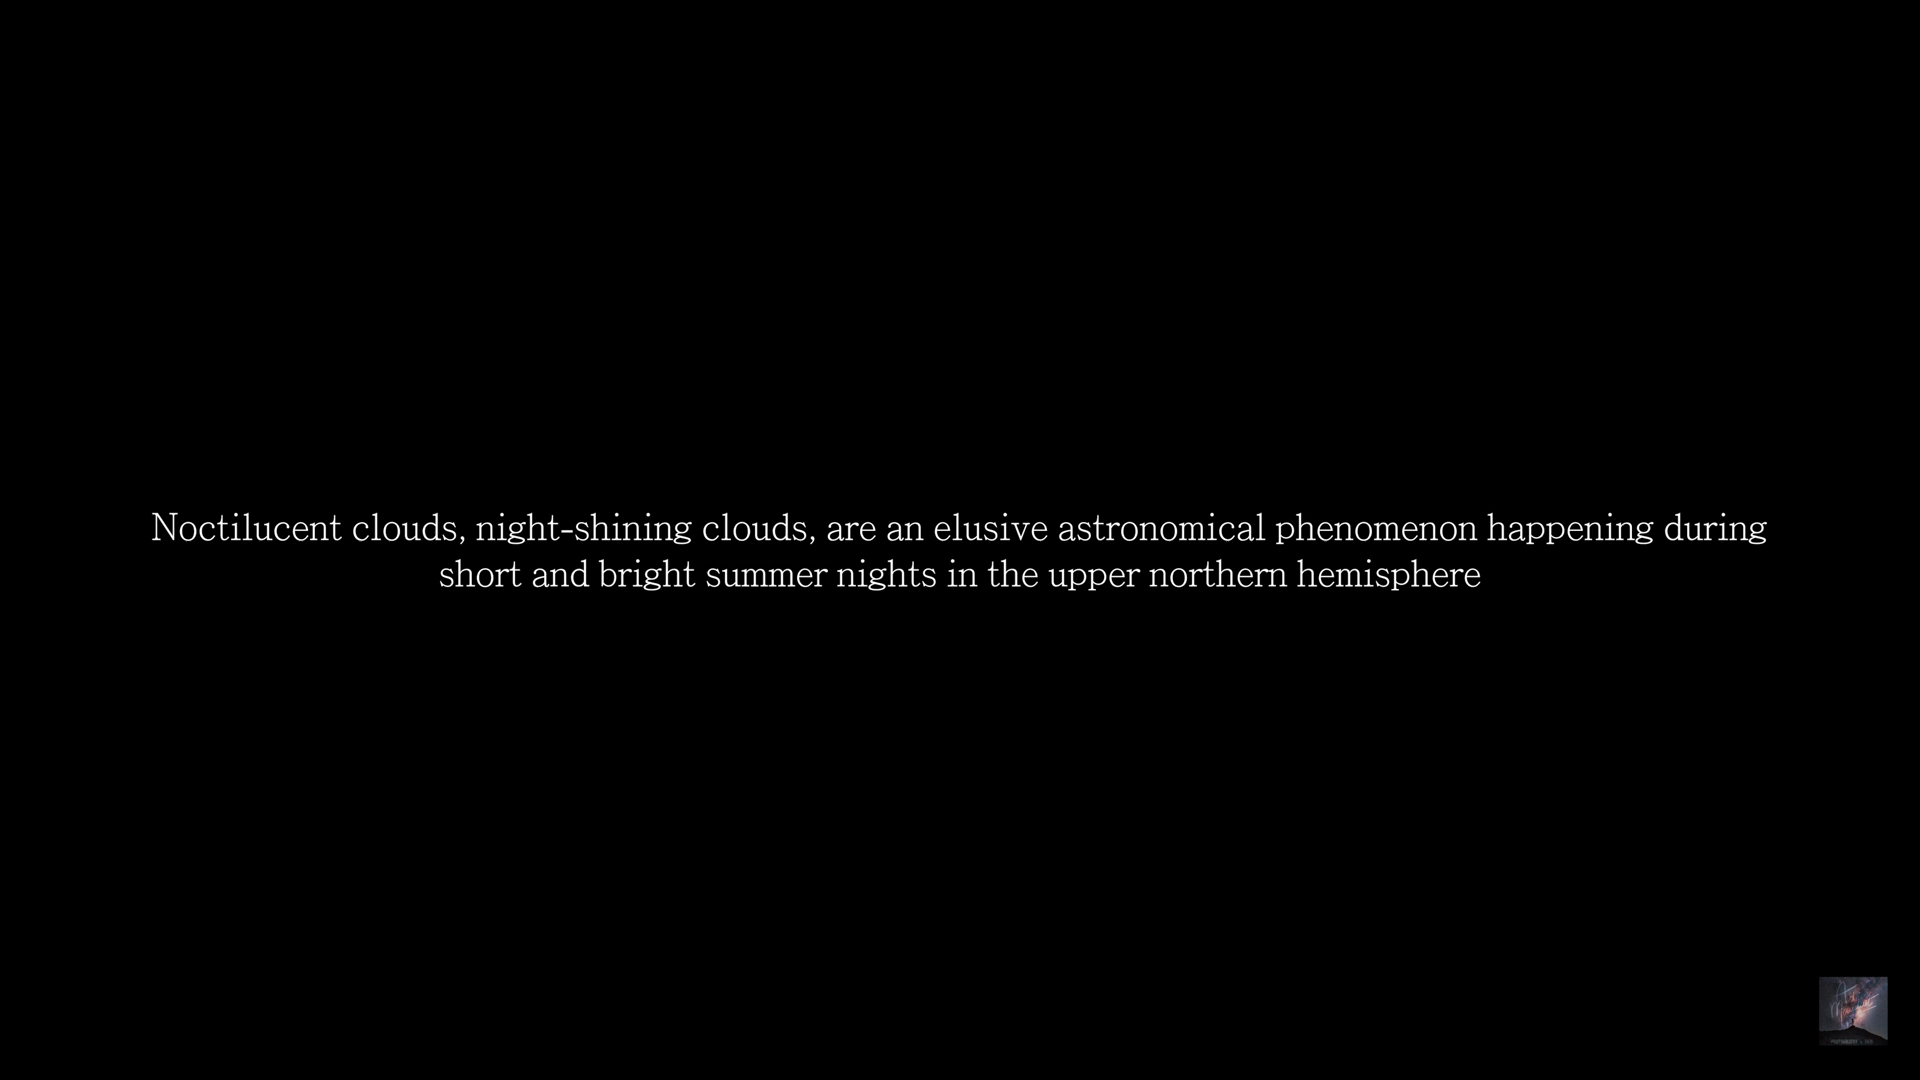 Noctilucent clouds, night-shining clouds, are an elusive astronomical phenomenon happening during
short and bright summer nights in the upper northern hemisphere